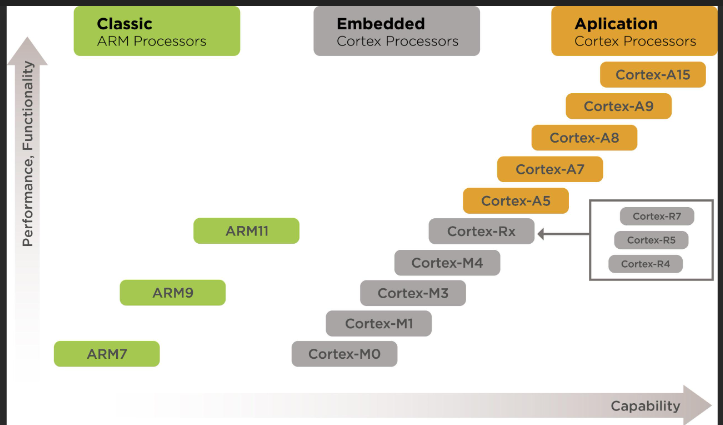 Classic
ARM Processors
Embedded
Cortex Processors
Aplication
Cortex Processors
Performance, Functionality
Cortex-A15
Cortex-A9
Cortex-A8
Cortex-A7
Cortex-A5
ARM11
Cortex-Rx
Cortex-R7
Cortex-R5
Cortex-R4
Cortex-M4
ARM9
Cortex-M3
Cortex-M1
ARM7
Cortex-M0
Capability